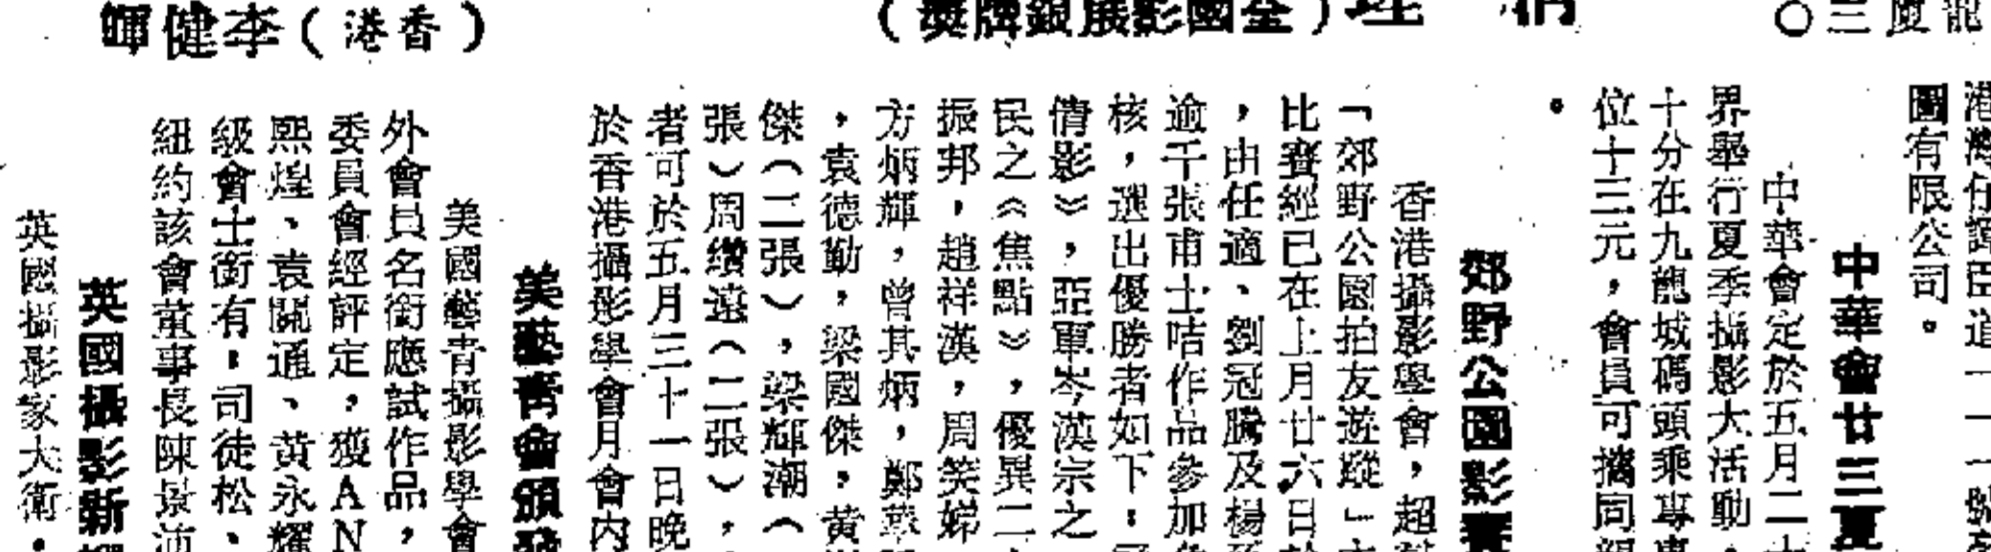 龍
廈
三〇
（全國影展銀牌獎）
（香港）李健暉
港灣仔譚臣道一一一號
圖有限公司。
中華會廿三夏
中華會定於五月二十
界舉行夏季攝影大活動，
十分在九龍城碼頭乘專車
位十三元，會員可攜同親
。
郊野公園影賽
香港攝影學會，超
「郊野公園拍友遊蹤」
比賽經已在上月廿六日
，由任適、劉冠騰及楊
逾千張甫士咭作品參加
核，選出優勝者如下：
情影》，亞軍岑漢宗之
民之《焦點》，優異二
振邦，趙祥漢，周笑娣
方炳輝，曾其炳，鄭華
，袁德勤，梁國傑，黃
傑（二張），梁輝潮（
張）周纘遠（二張），
者可於五月三十一日晚
於香港攝影學會月會內
美藝青會頒
美國藝青攝影學會
外會員名銜應試作品，
委員會經評定，獲AN
熙煌、袁關通、黃永耀
級會士銜有：司徒松、
紐約該會董事長陳景沛
英國攝影新
英國攝影家大衛・